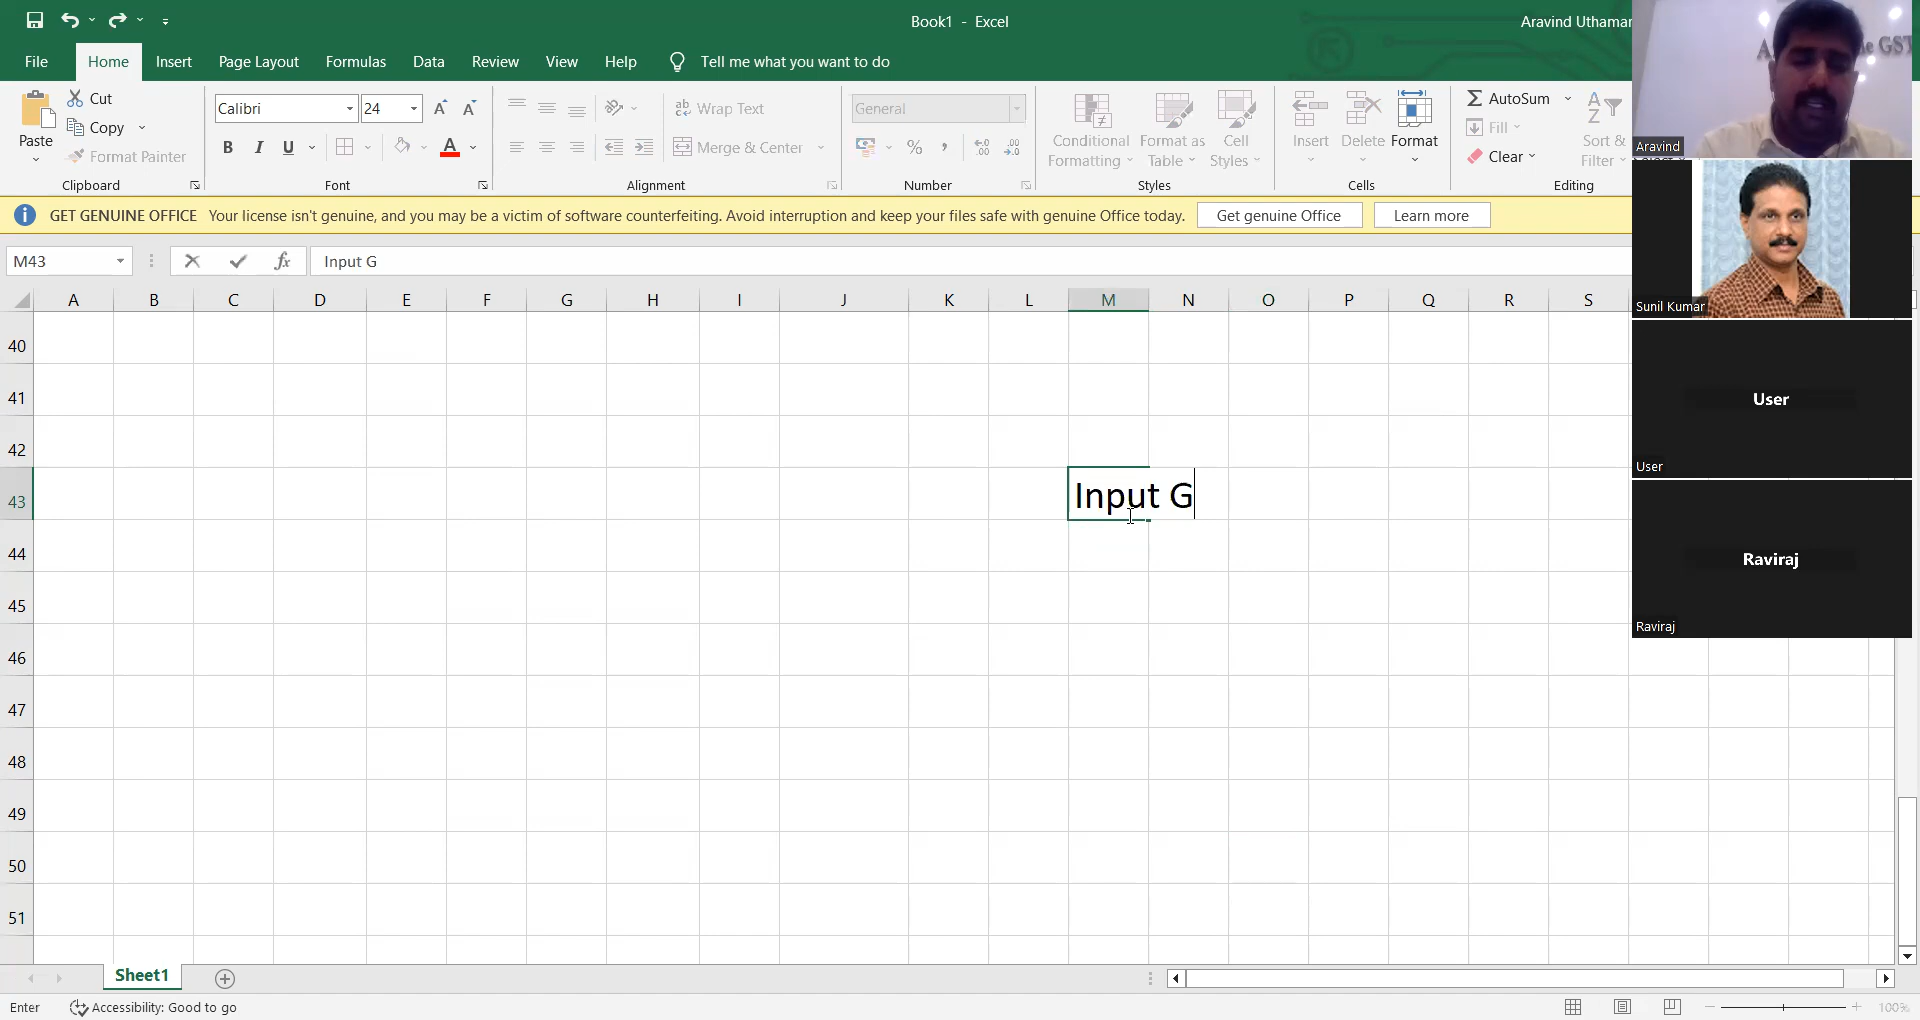 Book1 - Excel
Aravind Uthaman
File Home Insert Page Layout Formulas Data Review View Help Tell me what you want to do
Cut
Copy
Format Painter
Paste
Clipboard
Calibri 24
B I U
Font
Wrap Text
Merge & Center
Alignment
General
Number
Conditional Formatting
Format as Table
Cell Styles
Styles
Insert Delete Format
Cells
AutoSum
Fill
Clear
Sort & Filter
Editing
GET GENUINE OFFICE Your license isn't genuine, and you may be a victim of software counterfeiting. Avoid interruption and keep your files safe with genuine Office today. Get genuine Office Learn more
M43 fx Input G
A B C D E F G H I J K L M N O P Q R S
40
41
42
43 Input G
44
45
46
47
48
49
50
51
Sheet1
Enter Accessibility: Good to go 100%
Aravind
Sunil Kumar
User
User
Raviraj
Raviraj